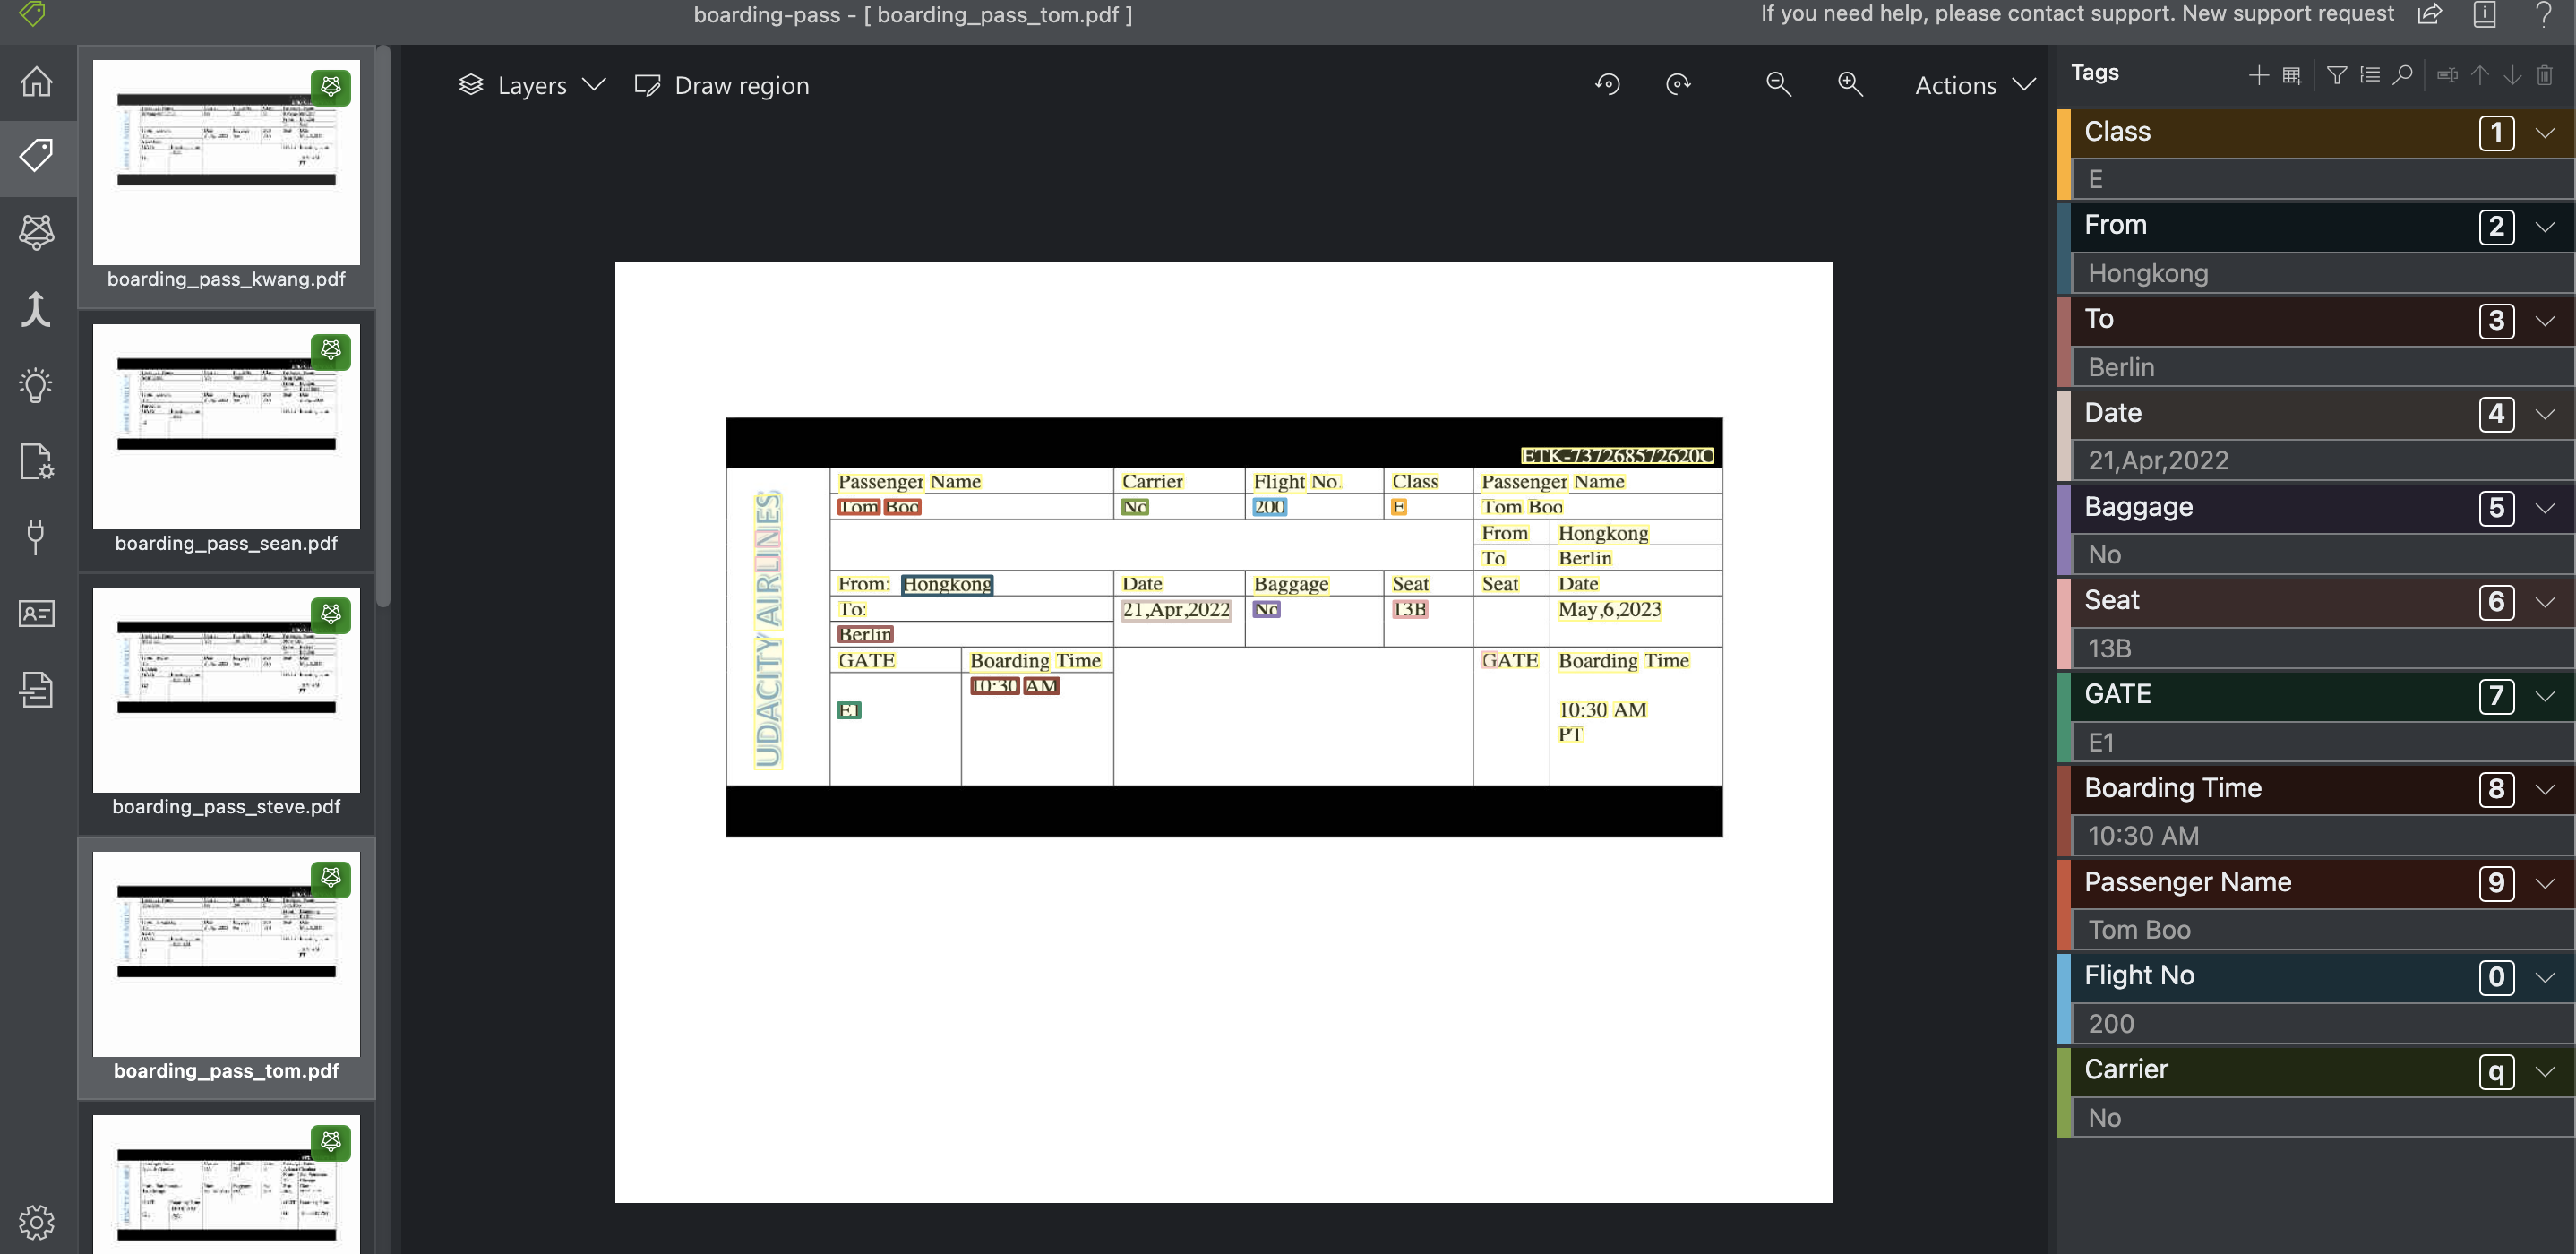 boarding-pass - [ boarding_pass_tom.pdf ]
If you need help, please contact support. New support request
boarding_pass_kwang.pdf
boarding_pass_sean.pdf
boarding_pass_steve.pdf
boarding_pass_tom.pdf
Layers
Draw region
Actions
ETK-737268572620C
UDACITY AIRLINES
Passenger Name
Carrier
Flight No.
Class
Passenger Name
Tom Boo
No
200
E
Tom Boo
From
Hongkong
To
Berlin
From: Hongkong
Date
Baggage
Seat
Seat
Date
To:
21,Apr,2022
No
13B
May,6,2023
Berlin
GATE
Boarding Time
GATE
Boarding Time
10:30 AM
E1
10:30 AM
PT
Tags
Class
1
E
From
2
Hongkong
To
3
Berlin
Date
4
21,Apr,2022
Baggage
5
No
Seat
6
13B
GATE
7
E1
Boarding Time
8
10:30 AM
Passenger Name
9
Tom Boo
Flight No
0
200
Carrier
q
No